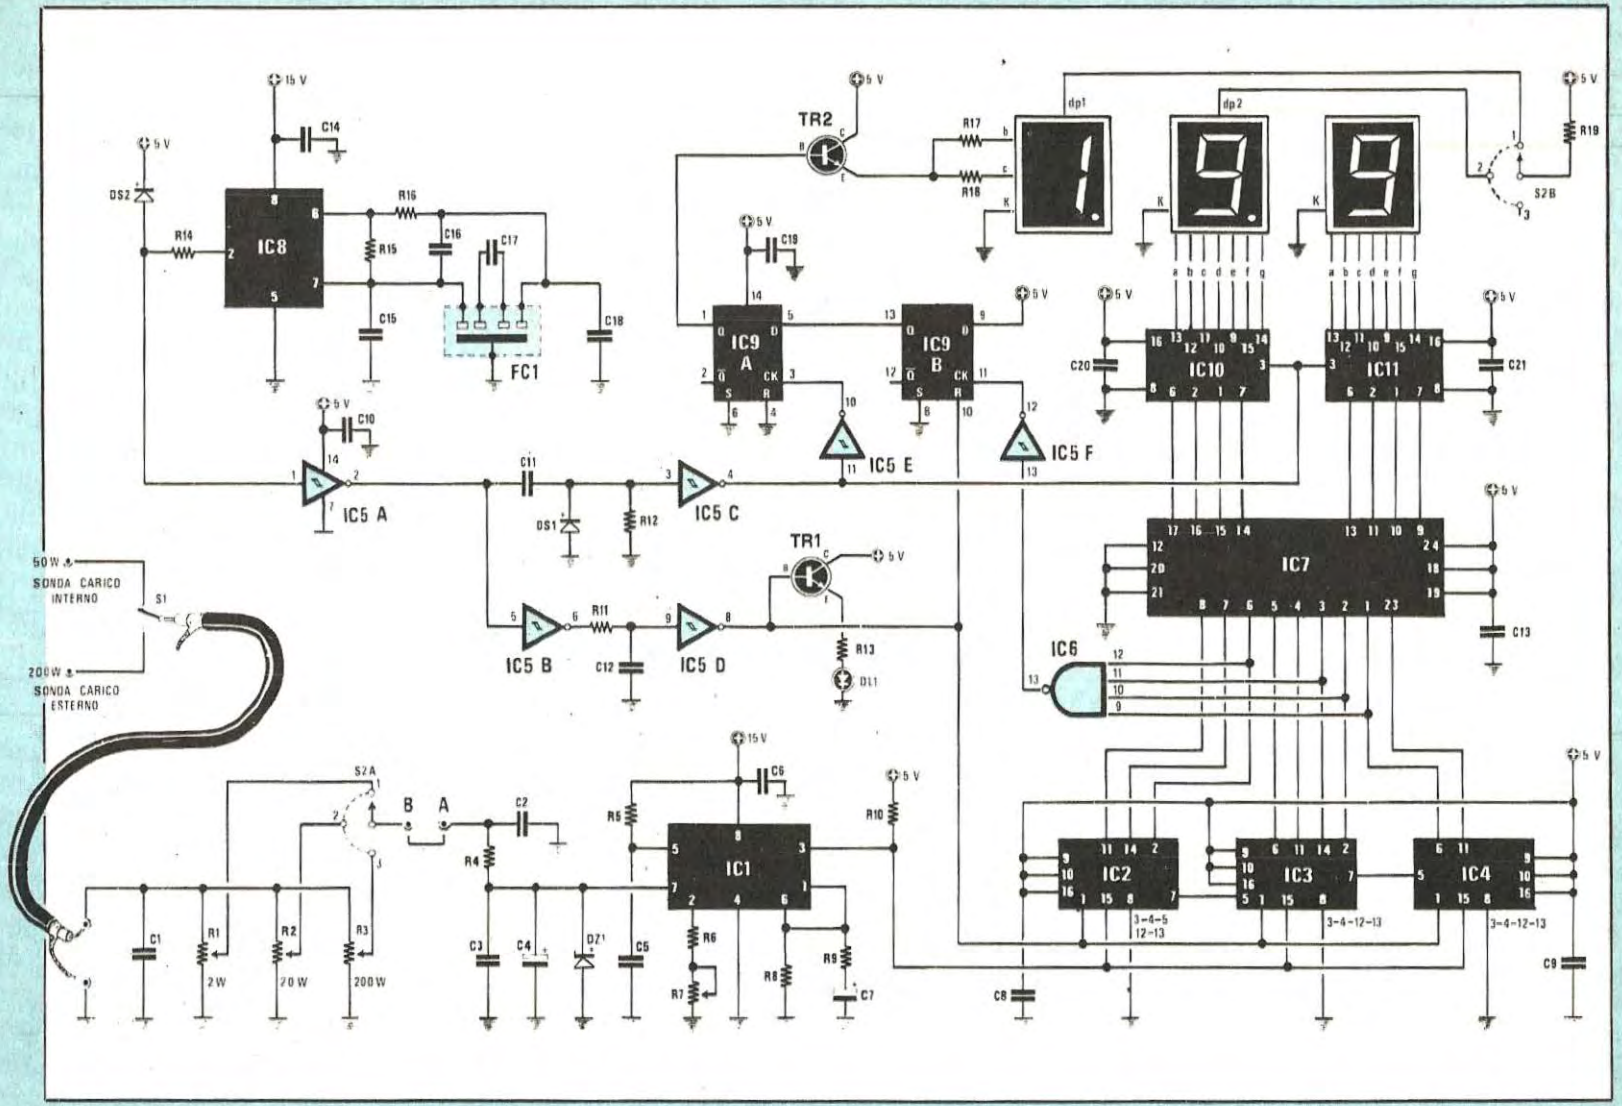 15 V
C14
5 V
DS2
R14
8
6
R16
2
IC8
R15
C16
C17
7
5
C15
C18
FC1
5 V
TR2
B
C
E
R17
R18
b
c
K
dp1
1.
dp2
K
9.
K
9
5 V
R19
1
2
S2B
3
a b c d e f g
a b c d e f g
5 V
C19
14
1 Q D 5
IC9
A
2 Q CK 3
S R
6 4
13 Q D 9
5 V
IC9
B
12 Q CK 11
S R
8 10
10
IC5 E
11
12
IC5 F
13
5 V
C20
13 12 11 10 9 15 14
16
IC10
3
8
6 2 1 7
13 12 11 10 9 15 14
3
IC11
16
8
6 2 1 7
5 V
C21
5 V
C10
14
1
2
7
IC5 A
C11
DS1
R12
3
4
IC5 C
TR1
B
C
E
5 V
5
6
IC5 B
R11
C12
9
8
IC5 D
R13
DL1
17 16 15 14 13 11 10 9
12
20
21
IC7
24
18
19
8 7 6 5 4 3 2 1 23
5 V
C13
IC6
13
12
11
10
9
50W
SONDA CARICO
INTERNO
S1
200W
SONDA CARICO
ESTERNO
S2A
1
2
3
B
A
C2
R4
C1
R1
2W
R2
20W
R3
200W
C3
C4
DZ1
C5
15 V
C6
R5
8
5
IC1
3
7
1
2 4 6
R6
R7
R8
R9
C7
5 V
R10
5 V
11 14 2
9
10
16
IC2
1 15 8
7
3-4-5
12-13
6 11 14 2
9
10
16
5
IC3
7
1 15 8
3-4-12-13
6 11
5
IC4
9
10
16
1 15 8
3-4-12-13
C8
C9